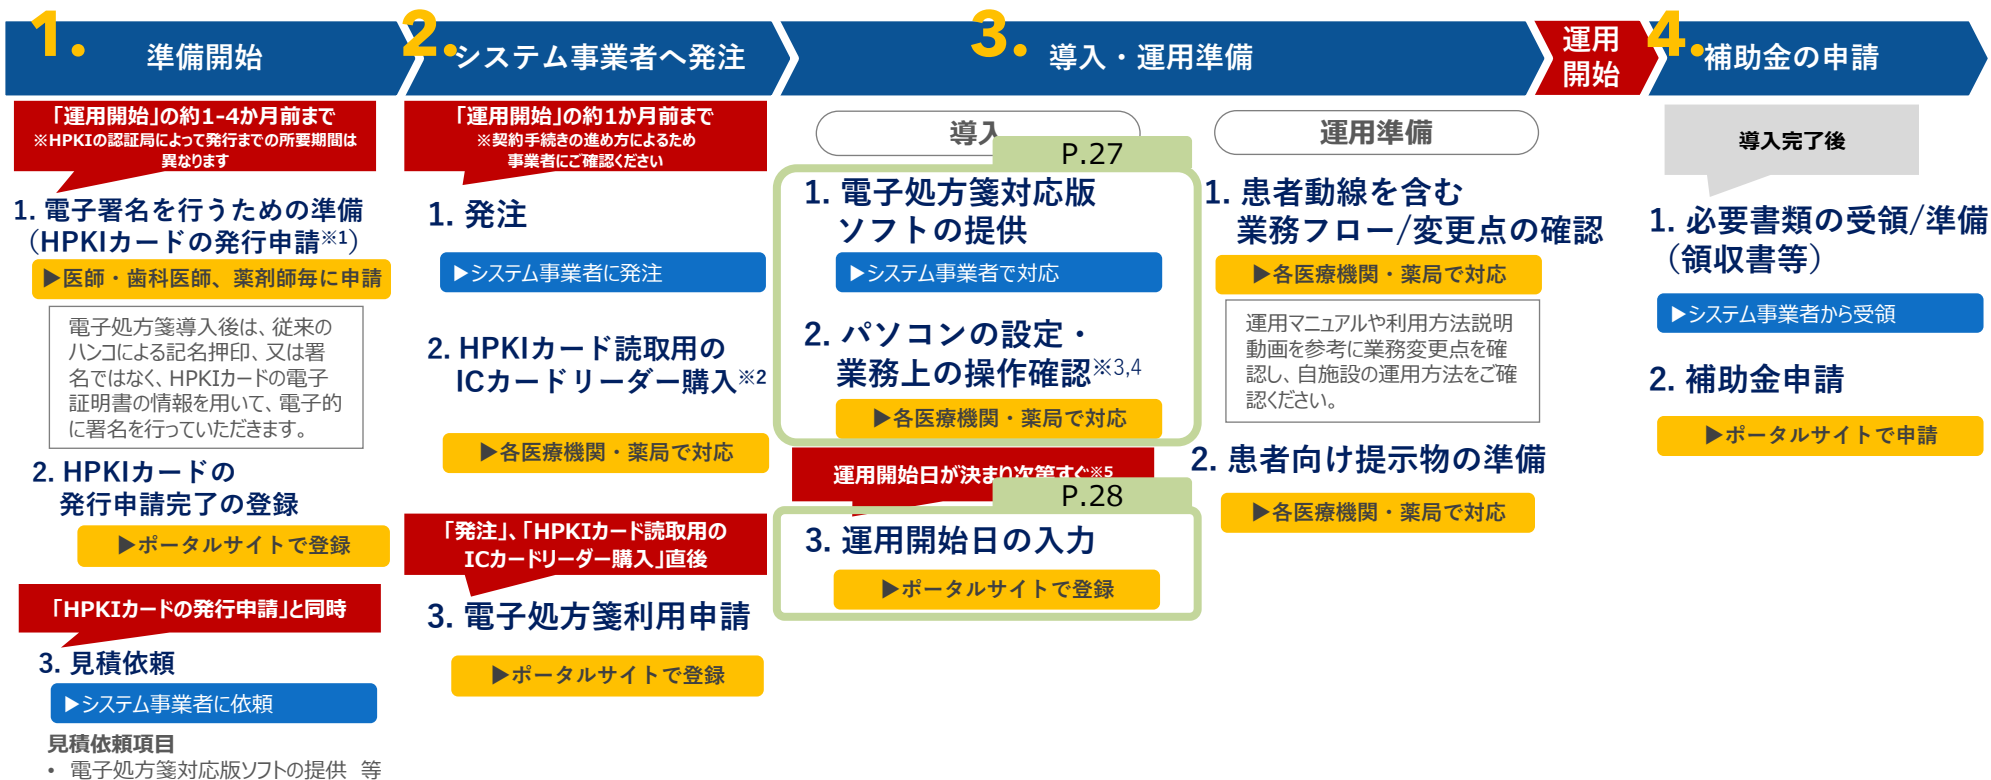 1.
準備開始
「運用開始」の約1-4か月前まで
※HPKIの認証局によって発行までの所要期間は
異なります
1. 電子署名を行うための準備
（HPKIカードの発行申請※1）
▶医師・歯科医師、薬剤師毎に申請
電子処方箋導入後は、従来の
ハンコによる記名押印、又は署
名ではなく、HPKIカードの電子
証明書の情報を用いて、電子的
に署名を行っていただきます。
2. HPKIカードの
発行申請完了の登録
▶ポータルサイトで登録
「HPKIカードの発行申請」と同時
3. 見積依頼
▶システム事業者に依頼
見積依頼項目
• 電子処方箋対応版ソフトの提供　等
2.
システム事業者へ発注
「運用開始」の約1か月前まで
※契約手続きの進め方によるため
事業者にご確認ください
1. 発注
▶システム事業者に発注
2. HPKIカード読取用の
ICカードリーダー購入※2
▶各医療機関・薬局で対応
「発注」、「HPKIカード読取用の
ICカードリーダー購入」直後
3. 電子処方箋利用申請
▶ポータルサイトで登録
3.
導入・運用準備
導入
P.27
1. 電子処方箋対応版
ソフトの提供
▶システム事業者で対応
2. パソコンの設定・
業務上の操作確認※3,4
▶各医療機関・薬局で対応
運用開始日が決まり次第すぐ※5
P.28
3. 運用開始日の入力
▶ポータルサイトで登録
運用準備
1. 患者動線を含む
業務フロー/変更点の確認
▶各医療機関・薬局で対応
運用マニュアルや利用方法説明
動画を参考に業務変更点を確
認し、自施設の運用方法をご確
認ください。
2. 患者向け提示物の準備
▶各医療機関・薬局で対応
運用
開始
4.
補助金の申請
導入完了後
1. 必要書類の受領/準備
（領収書等）
▶システム事業者から受領
2. 補助金申請
▶ポータルサイトで申請